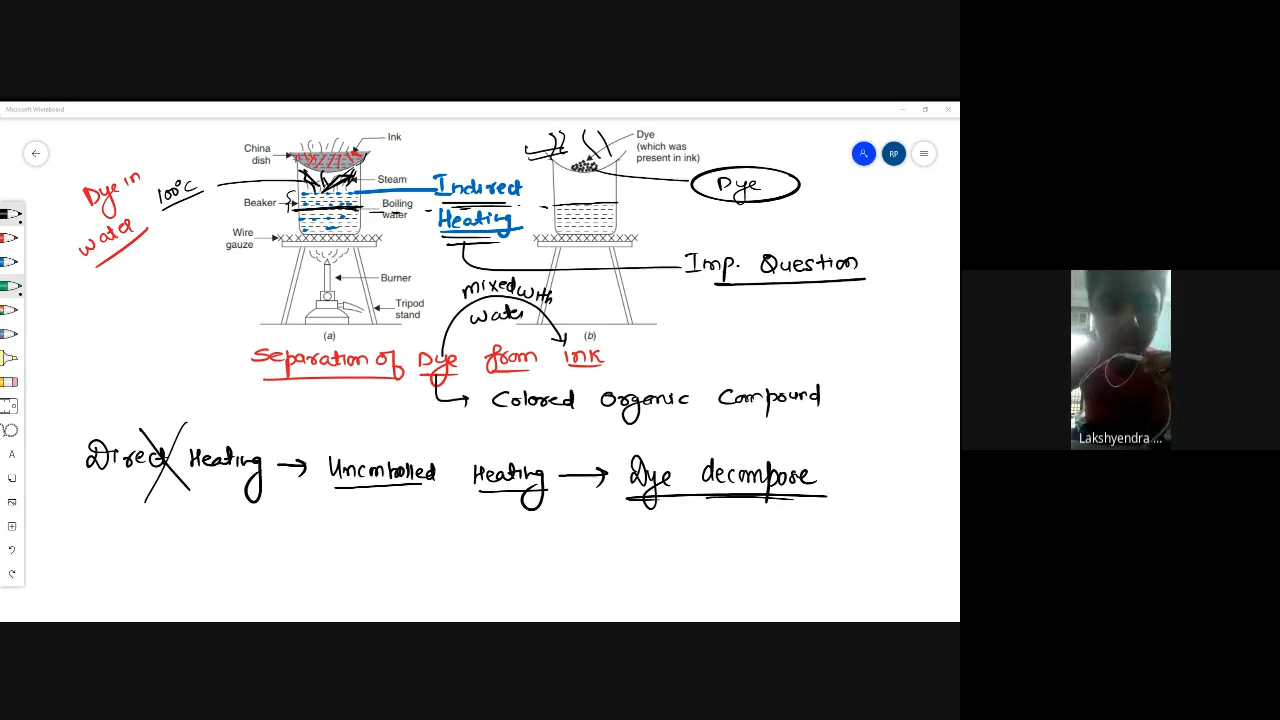 Microsoft Whiteboard
Ink
China
dish
Dye
(which was
present in ink)
RP
Dye in
water
100°C
Steam
Indirect
Heating
Dye
Beaker
Boiling
water
Wire
gauze
Imp. Question
Burner
mixed with
water
Tripod
stand
(a)
(b)
Separation of Dye from Ink
Colored Organic Compound
Direct Heating → Uncontrolled Heating → Dye decompose
Lakshyendra ...
A